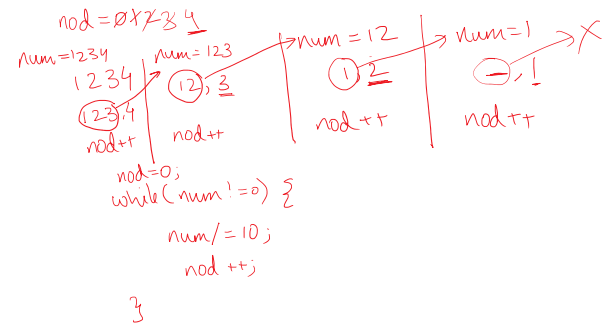 nod=0 1 2 3 4
num=1234
1234
123,4
nod++
num=123
12,3
nod++
num=12
1,2
nod++
num=1
–,1
nod++
X
nod=0;
while(num!=0) {
num/=10;
nod++;
}